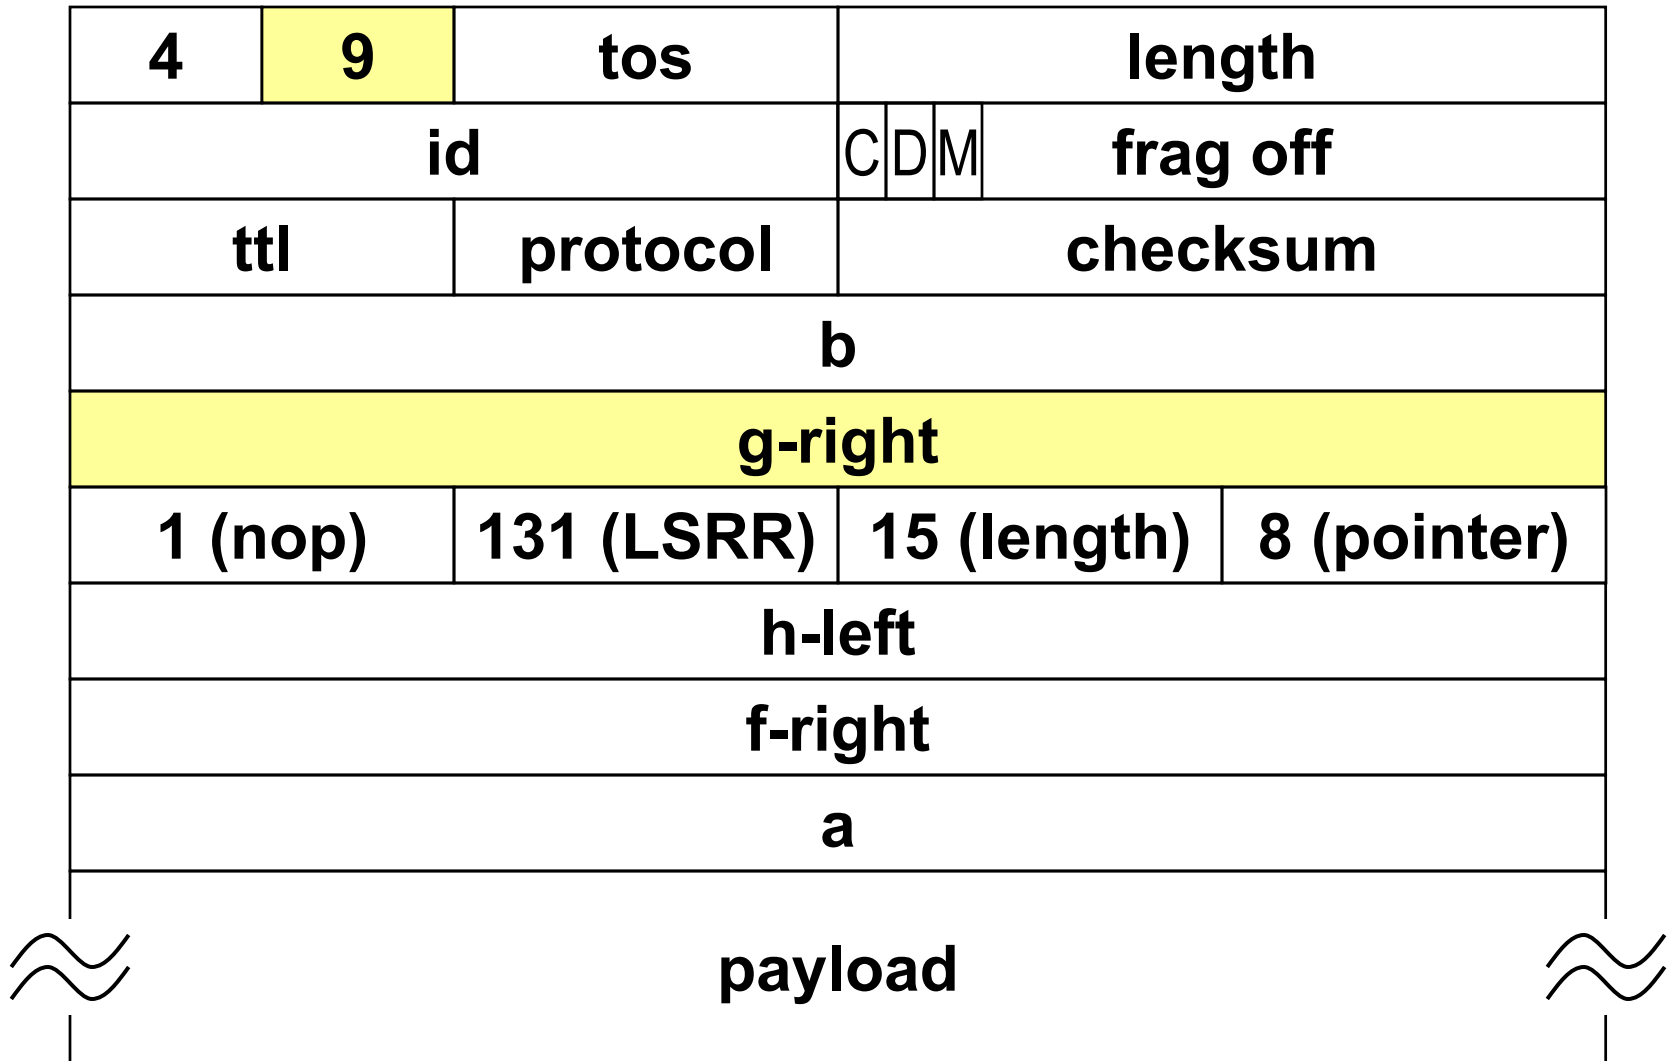 4 9 tos length
id C D M frag off
ttl protocol checksum
b
g-right
1 (nop) 131 (LSRR) 15 (length) 8 (pointer)
h-left
f-right
a
payload